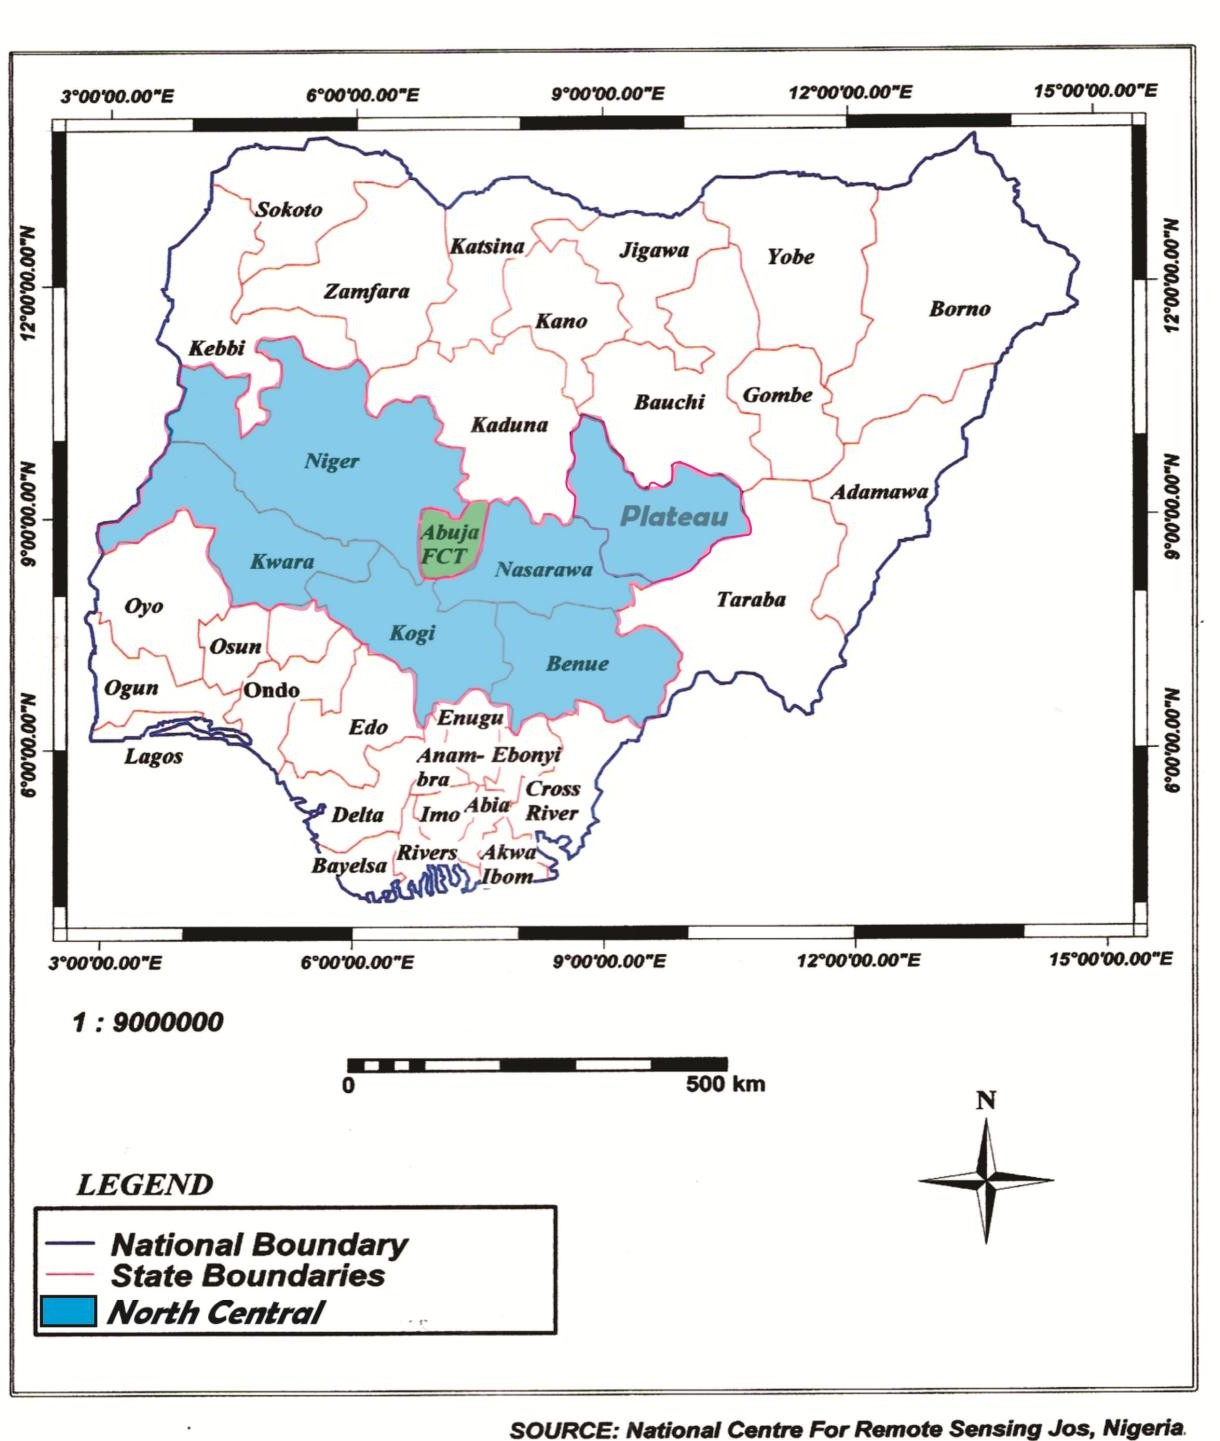 3°00'00.00"E 6°00'00.00"E 9°00'00.00"E 12°00'00.00"E 15°00'00.00"E
12°00'00.00"N
9°00'00.00"N
6°00'00.00"N
12°00'00.00"N
9°00'00.00"N
6°00'00.00"N
Sokoto
Katsina
Jigawa
Yobe
Zamfara
Borno
Kano
Kebbi
Gombe
Bauchi
Kaduna
Niger
Adamawa
Plateau
Abuja
FCT
Kwara
Nasarawa
Taraba
Oyo
Kogi
Osun
Benue
Ogun
Ondo
Enugu
Edo
Lagos
Anam-
bra
Ebonyi
Cross
River
Abia
Delta
Imo
Rivers
Akwa
Ibom
Bayelsa
3°00'00.00"E 6°00'00.00"E 9°00'00.00"E 12°00'00.00"E 15°00'00.00"E
1 : 9000000
0 500 km
N
LEGEND
National Boundary
State Boundaries
North Central
SOURCE: National Centre For Remote Sensing Jos, Nigeria.